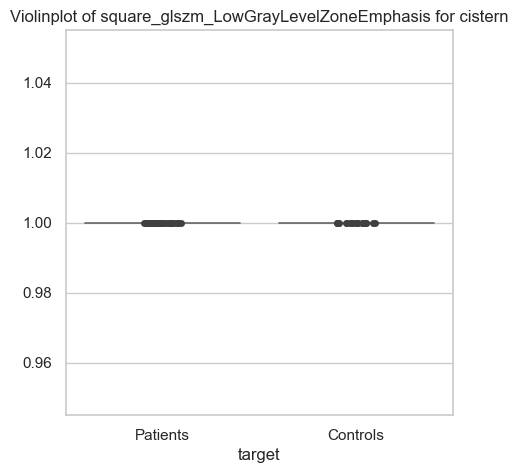 Violinplot of square_glszm_LowGrayLevelZoneEmphasis for cistern
1.04
1.02
1.00
0.98
0.96
Patients Controls
target